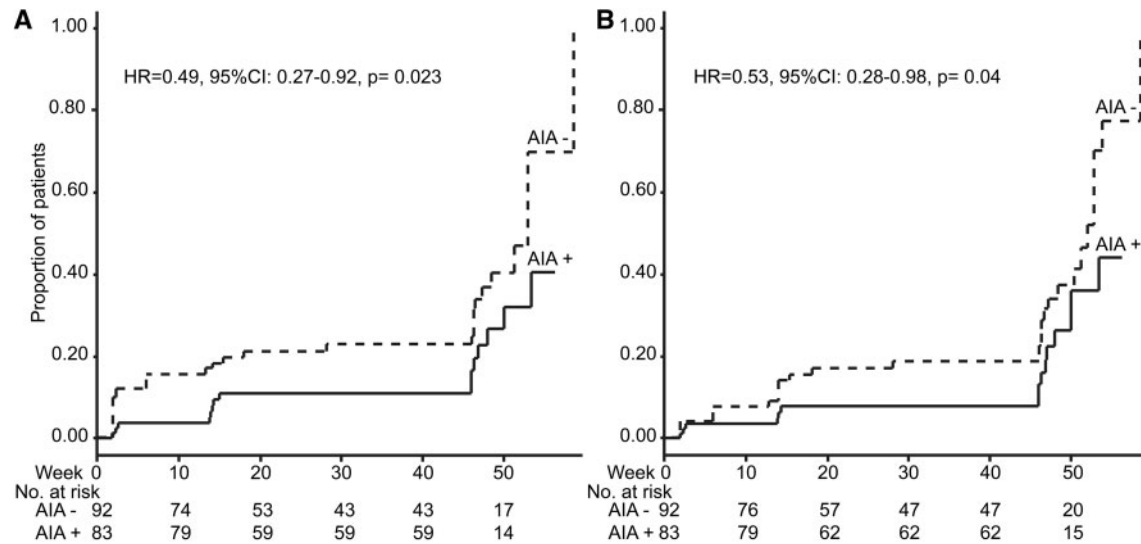 A
HR=0.49, 95%CI: 0.27-0.92, p= 0.023
Proportion of patients
1.00
0.80
0.60
0.40
0.20
0.00
AIA -
AIA +
Week
0 10 20 30 40 50
No. at risk
AIA - 92 74 53 43 43 17
AIA + 83 79 59 59 59 14
B
HR=0.53, 95%CI: 0.28-0.98, p= 0.04
1.00
0.80
0.60
0.40
0.20
0.00
AIA -
AIA +
Week
0 10 20 30 40 50
No. at risk
AIA - 92 76 57 47 47 20
AIA + 83 79 62 62 62 15